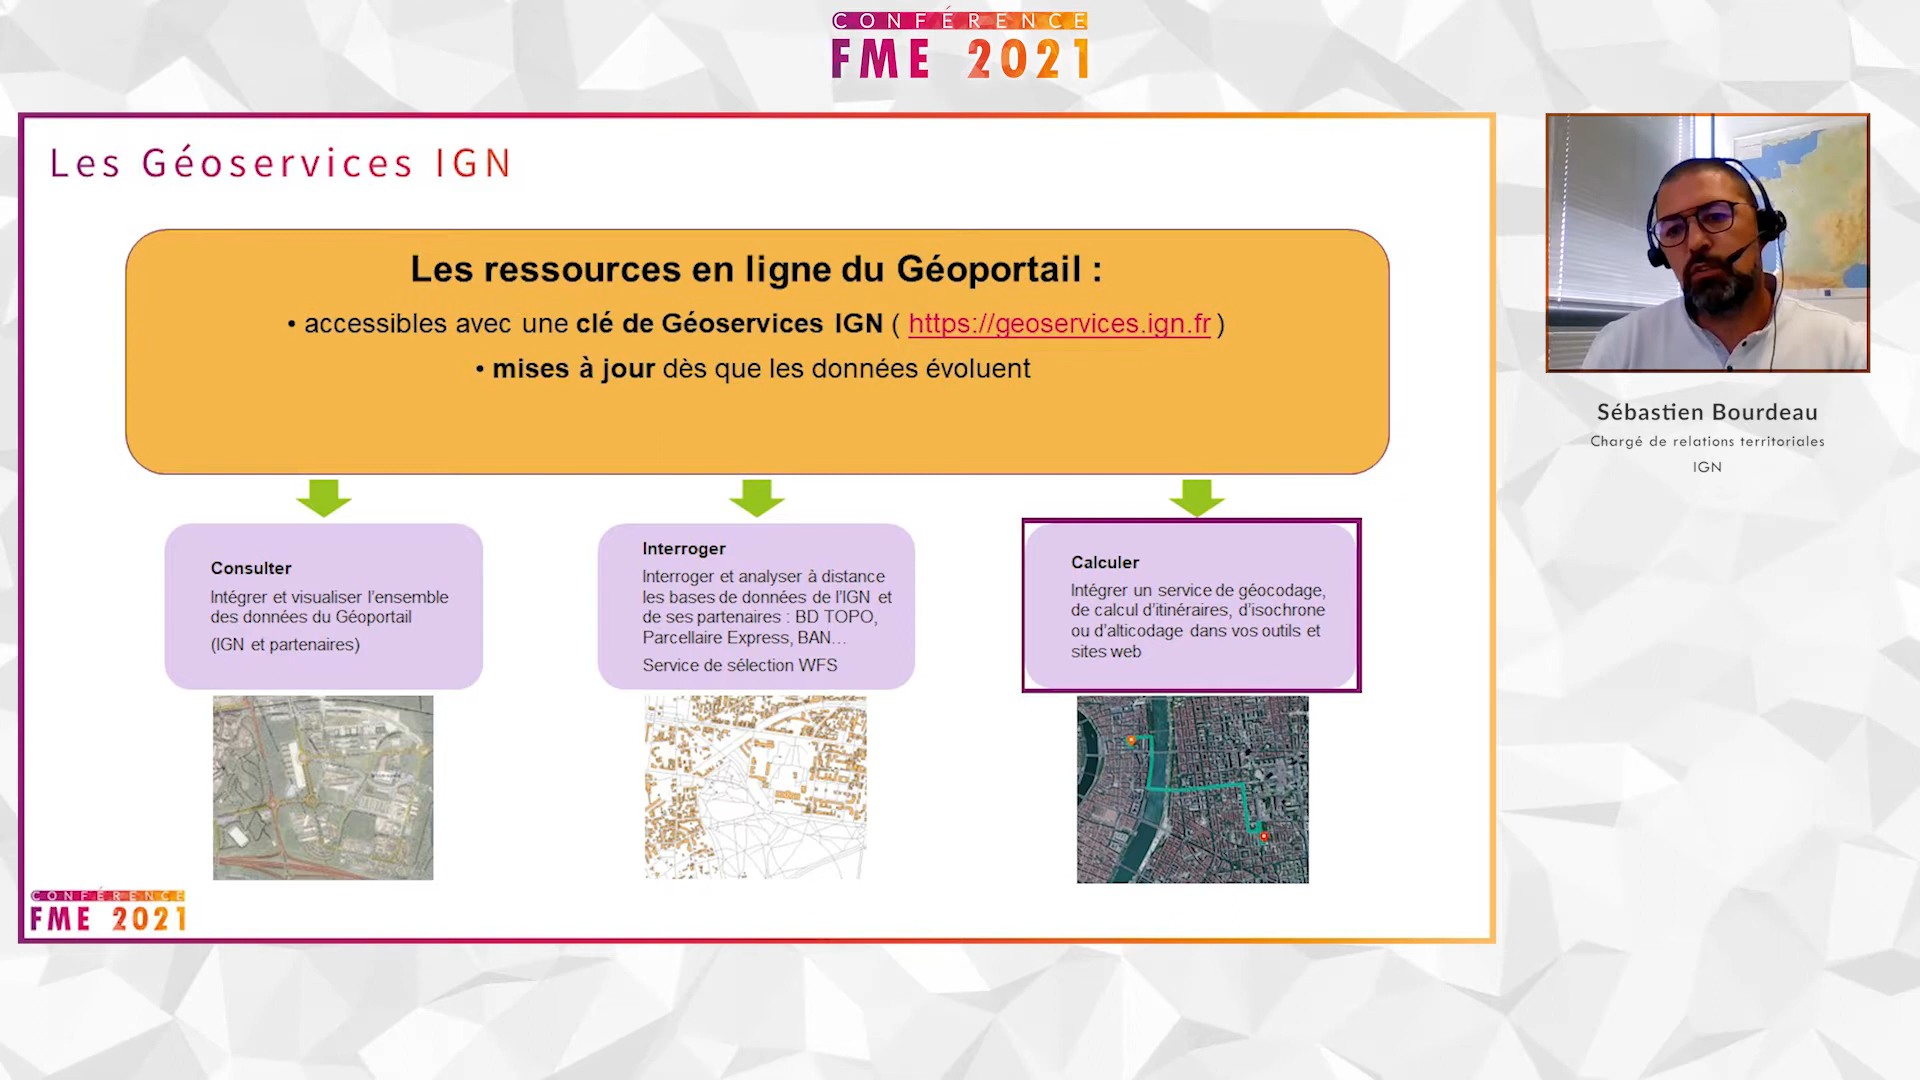 CONFÉRENCE
FME 2021
Les Géoservices IGN
Les ressources en ligne du Géoportail :
• accessibles avec une clé de Géoservices IGN ( https://geoservices.ign.fr )
• mises à jour dès que les données évoluent
Consulter
Intégrer et visualiser l'ensemble
des données du Géoportail
(IGN et partenaires)
Interroger
Interroger et analyser à distance
les bases de données de l'IGN et
de ses partenaires : BD TOPO,
Parcellaire Express, BAN...
Service de sélection WFS
Calculer
Intégrer un service de géocodage,
de calcul d'itinéraires, d'isochrone
ou d'alticodage dans vos outils et
sites web
CONFÉRENCE
FME 2021
Sébastien Bourdeau
Chargé de relations territoriales
IGN